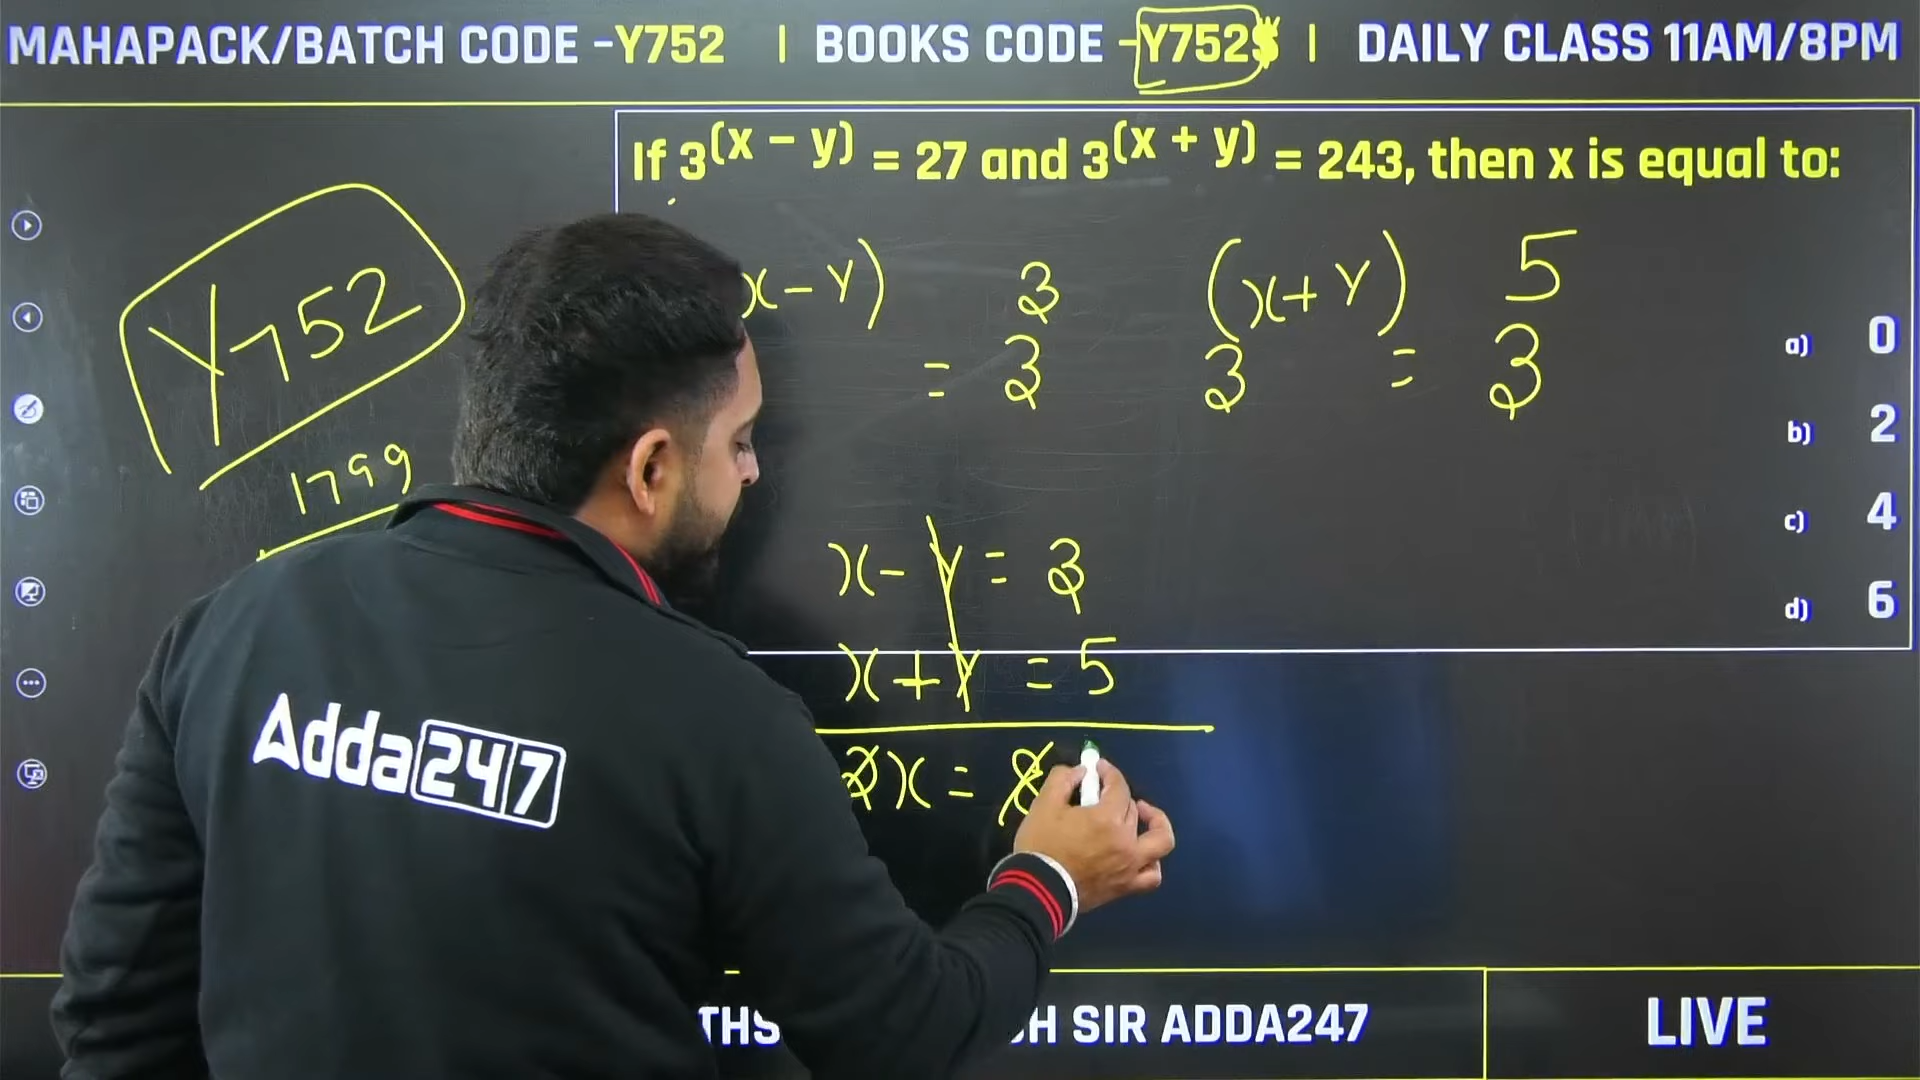 MAHAPACK/BATCH CODE -Y752 | BOOKS CODE -Y752S | DAILY CLASS 11AM/8PM
If 3^(x - y) = 27 and 3^(x + y) = 243, then x is equal to:
Y752
1799
x-y) 3
= 3
(x+y) 5
3 = 3
a) 0
b) 2
c) 4
d) 6
x-y = 3
x+y = 5
2x = 8
Adda247
SIR ADDA247
LIVE